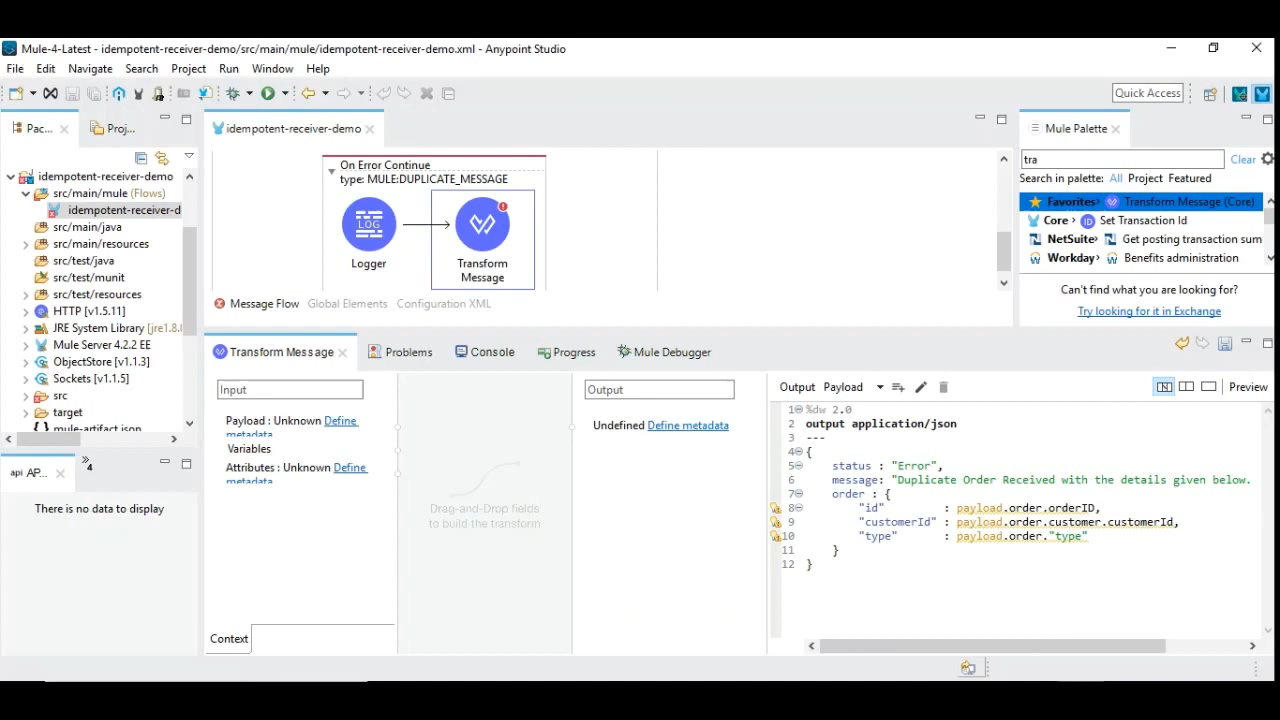 Mule-4-Latest - idempotent-receiver-demo/src/main/mule/idempotent-receiver-demo.xml - Anypoint Studio
File Edit Navigate Search Project Run Window Help
Quick Access
Pac...
Proj...
idempotent-receiver-demo
src/main/mule (Flows)
idempotent-receiver-d
src/main/java
src/main/resources
src/test/java
src/test/munit
src/test/resources
HTTP [v1.5.11]
JRE System Library [jre1.8.0
Mule Server 4.2.2 EE
ObjectStore [v1.1.3]
Sockets [v1.1.5]
src
target
mule-artifact.json
api AP...
4
There is no data to display
idempotent-receiver-demo
On Error Continue
type: MULE:DUPLICATE_MESSAGE
LOG
Logger
Transform
Message
Message Flow Global Elements Configuration XML
Mule Palette
tra
Clear
Search in palette: All Project Featured
Favorites> Transform Message (Core)
Core> ID Set Transaction Id
NetSuite> Get posting transaction sum
Workday> Benefits administration
Can't find what you are looking for?
Try looking for it in Exchange
Transform Message
Problems
Console
Progress
Mule Debugger
Input
Payload : Unknown Define
metadata
Variables
Attributes : Unknown Define
metadata
Context
Drag-and-Drop fields
to build the transform
Output
Undefined Define metadata
Output Payload
Preview
1 %dw 2.0
2 output application/json
3 ---
4 {
5 status : "Error",
6 message: "Duplicate Order Received with the details given below.
7 order : {
8 "id" : payload.order.orderID,
9 "customerId" : payload.order.customer.customerId,
10 "type" : payload.order."type"
11 }
12 }